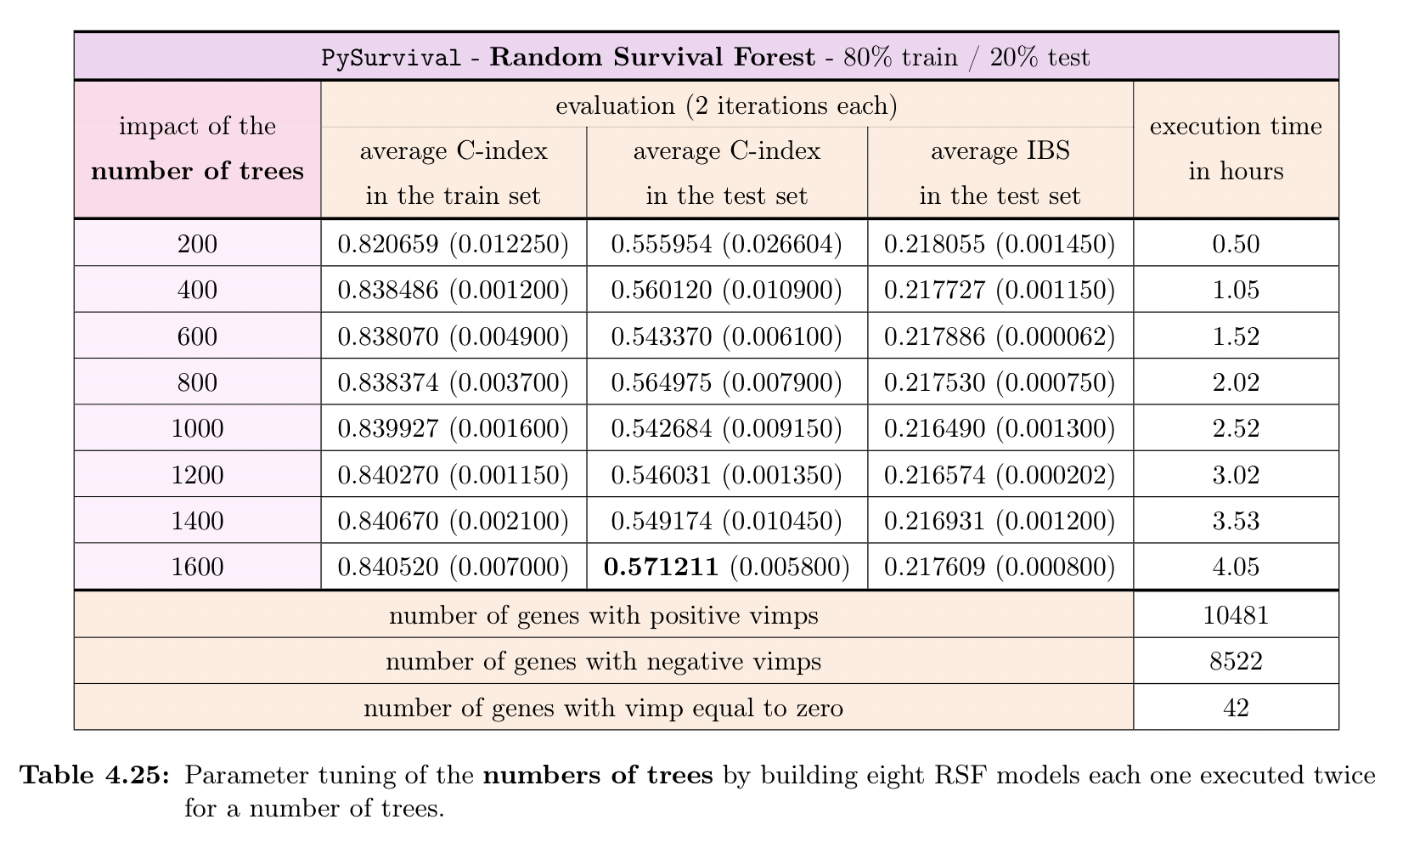 PySurvival - Random Survival Forest - 80% train / 20% test
impact of the
number of trees
evaluation (2 iterations each)
average C-index
in the train set
average C-index
in the test set
average IBS
in the test set
execution time
in hours
200 0.820659 (0.012250) 0.555954 (0.026604) 0.218055 (0.001450) 0.50
400 0.838486 (0.001200) 0.560120 (0.010900) 0.217727 (0.001150) 1.05
600 0.838070 (0.004900) 0.543370 (0.006100) 0.217886 (0.000062) 1.52
800 0.838374 (0.003700) 0.564975 (0.007900) 0.217530 (0.000750) 2.02
1000 0.839927 (0.001600) 0.542684 (0.009150) 0.216490 (0.001300) 2.52
1200 0.840270 (0.001150) 0.546031 (0.001350) 0.216574 (0.000202) 3.02
1400 0.840670 (0.002100) 0.549174 (0.010450) 0.216931 (0.001200) 3.53
1600 0.840520 (0.007000) 0.571211 (0.005800) 0.217609 (0.000800) 4.05
number of genes with positive vimps 10481
number of genes with negative vimps 8522
number of genes with vimp equal to zero 42
Table 4.25: Parameter tuning of the numbers of trees by building eight RSF models each one executed twice
for a number of trees.